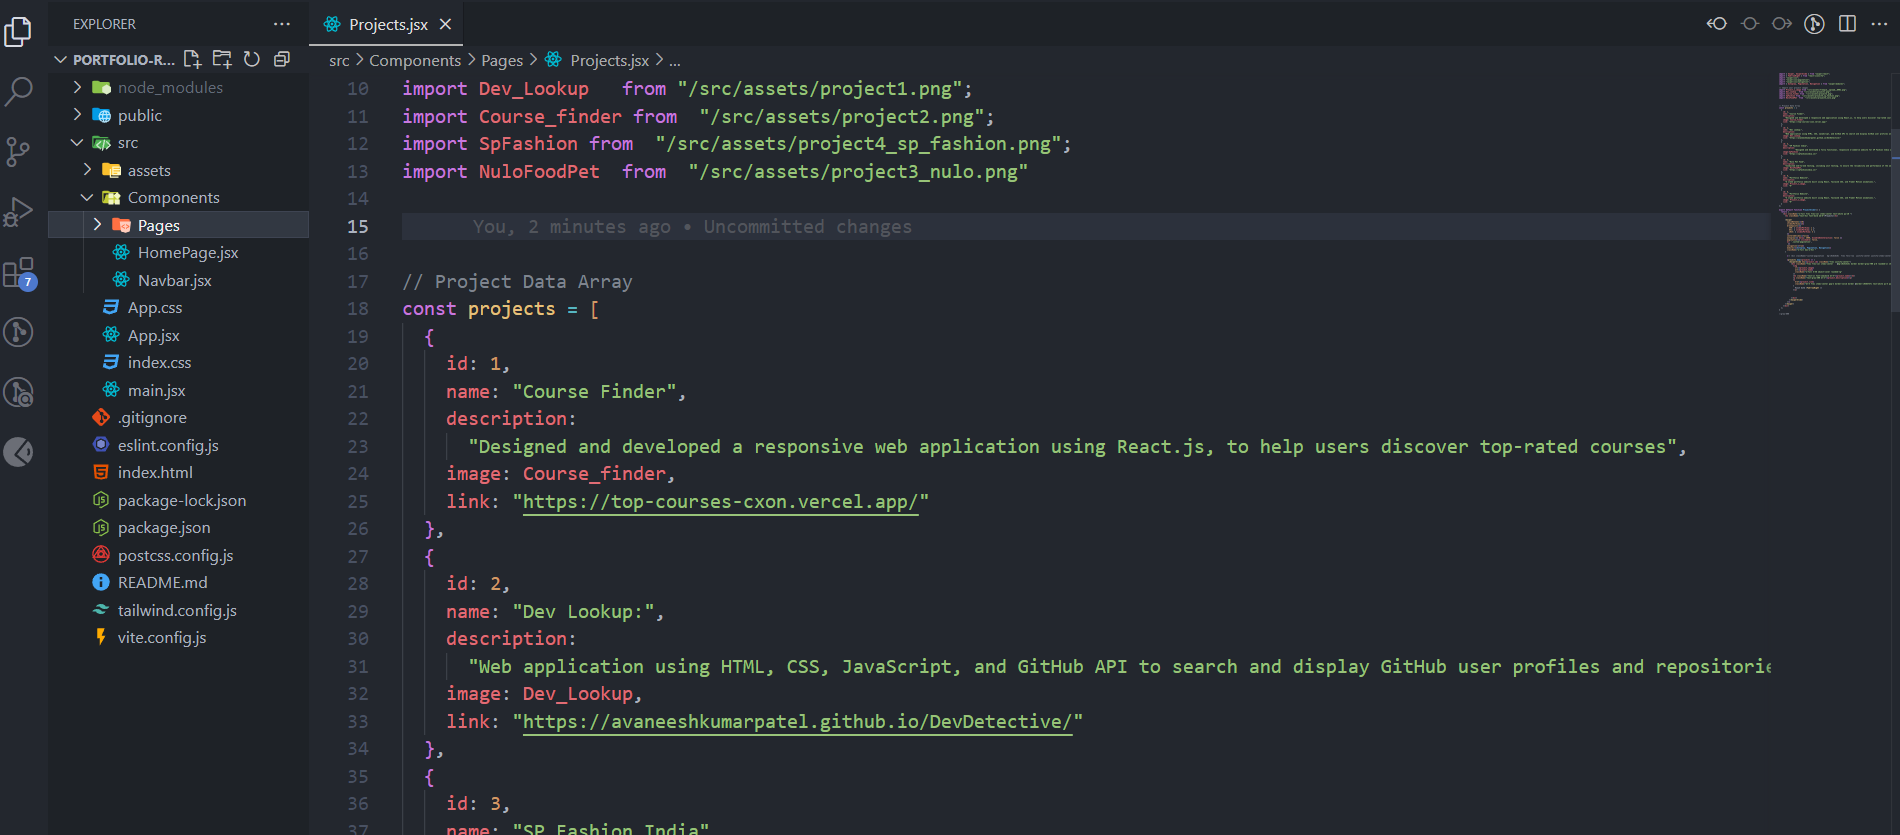 EXPLORER
PORTFOLIO-R...
node_modules
public
src
assets
Components
Pages
HomePage.jsx
Navbar.jsx
App.css
App.jsx
index.css
main.jsx
.gitignore
eslint.config.js
index.html
package-lock.json
package.json
postcss.config.js
README.md
tailwind.config.js
vite.config.js
7
Projects.jsx
src > Components > Pages > Projects.jsx > ...
10 import Dev_Lookup from "/src/assets/project1.png";
11 import Course_finder from "/src/assets/project2.png";
12 import SpFashion from "/src/assets/project4_sp_fashion.png";
13 import NuloFoodPet from "/src/assets/project3_nulo.png"
14
15 You, 2 minutes ago • Uncommitted changes
16
17 // Project Data Array
18 const projects = [
19 {
20 id: 1,
21 name: "Course Finder",
22 description:
23 "Designed and developed a responsive web application using React.js, to help users discover top-rated courses",
24 image: Course_finder,
25 link: "https://top-courses-cxon.vercel.app/"
26 },
27 {
28 id: 2,
29 name: "Dev Lookup:",
30 description:
31 "Web application using HTML, CSS, JavaScript, and GitHub API to search and display GitHub user profiles and repositorie
32 image: Dev_Lookup,
33 link: "https://avaneeshkumarpatel.github.io/DevDetective/"
34 },
35 {
36 id: 3,
37 name: "SP Fashion India"